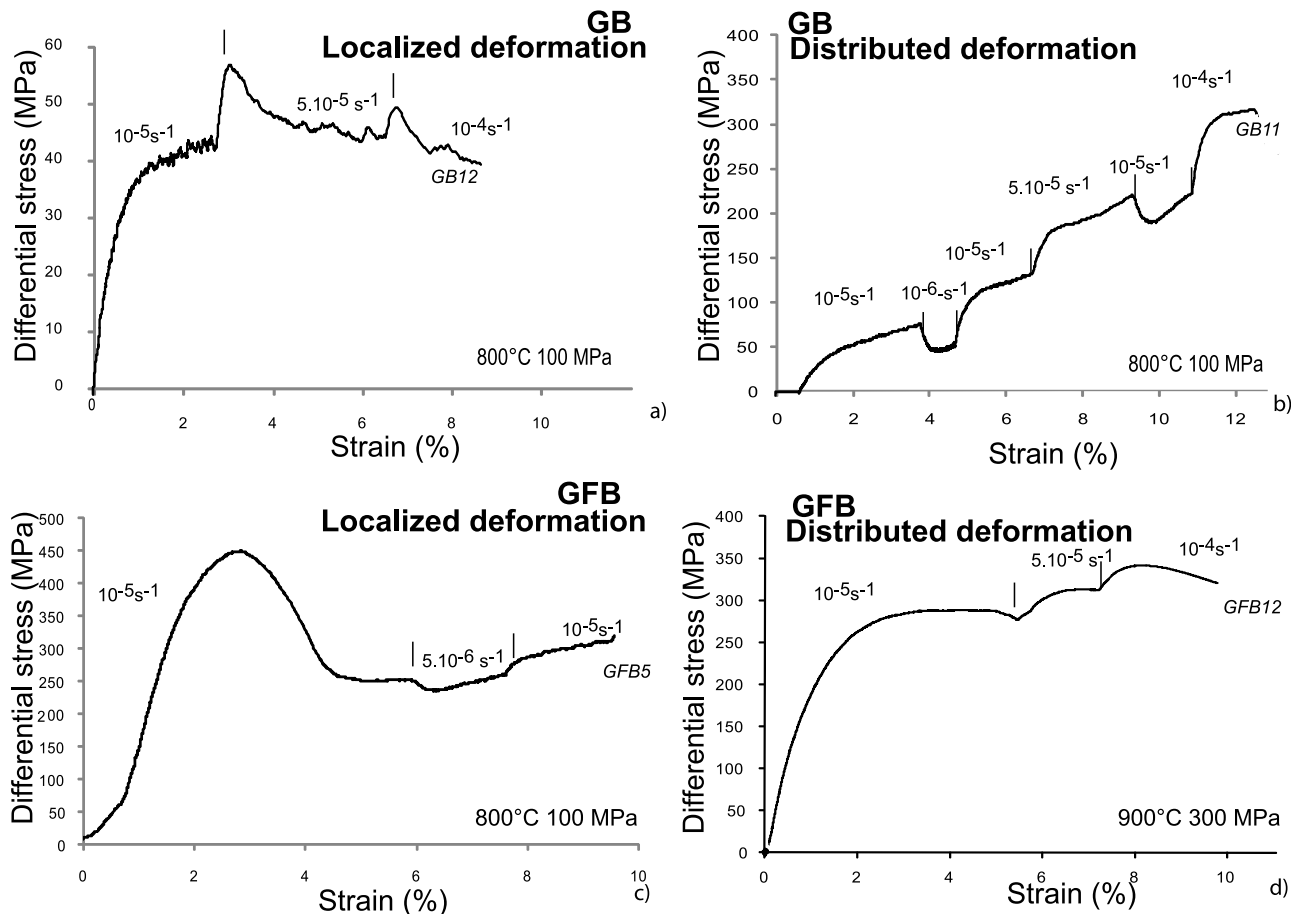 GB
Localized deformation
Differential stress (MPa)
60
50
40
30
20
10
0
10-5s-1
5.10-5 s-1
10-4s-1
GB12
800°C 100 MPa
0
2
4
6
8
10
Strain (%)
a)
GB
Distributed deformation
Differential stress (MPa)
400
350
300
250
200
150
100
50
0
10-5s-1
10-6-s-1
10-5s-1
5.10-5 s-1
10-5s-1
10-4s-1
GB11
800°C 100 MPa
0
2
4
6
8
10
12
Strain (%)
b)
GFB
Localized deformation
Differential stress (MPa)
500
450
400
350
300
250
200
150
100
50
0
10-5s-1
5.10-6 s-1
10-5s-1
GFB5
800°C 100 MPa
0
2
4
6
8
10
Strain (%)
c)
GFB
Distributed deformation
Differential stress (MPa)
400
350
300
250
200
150
100
50
0
10-5s-1
5.10-5 s-1
10-4s-1
GFB12
900°C 300 MPa
0
2
4
6
8
10
Strain (%)
d)